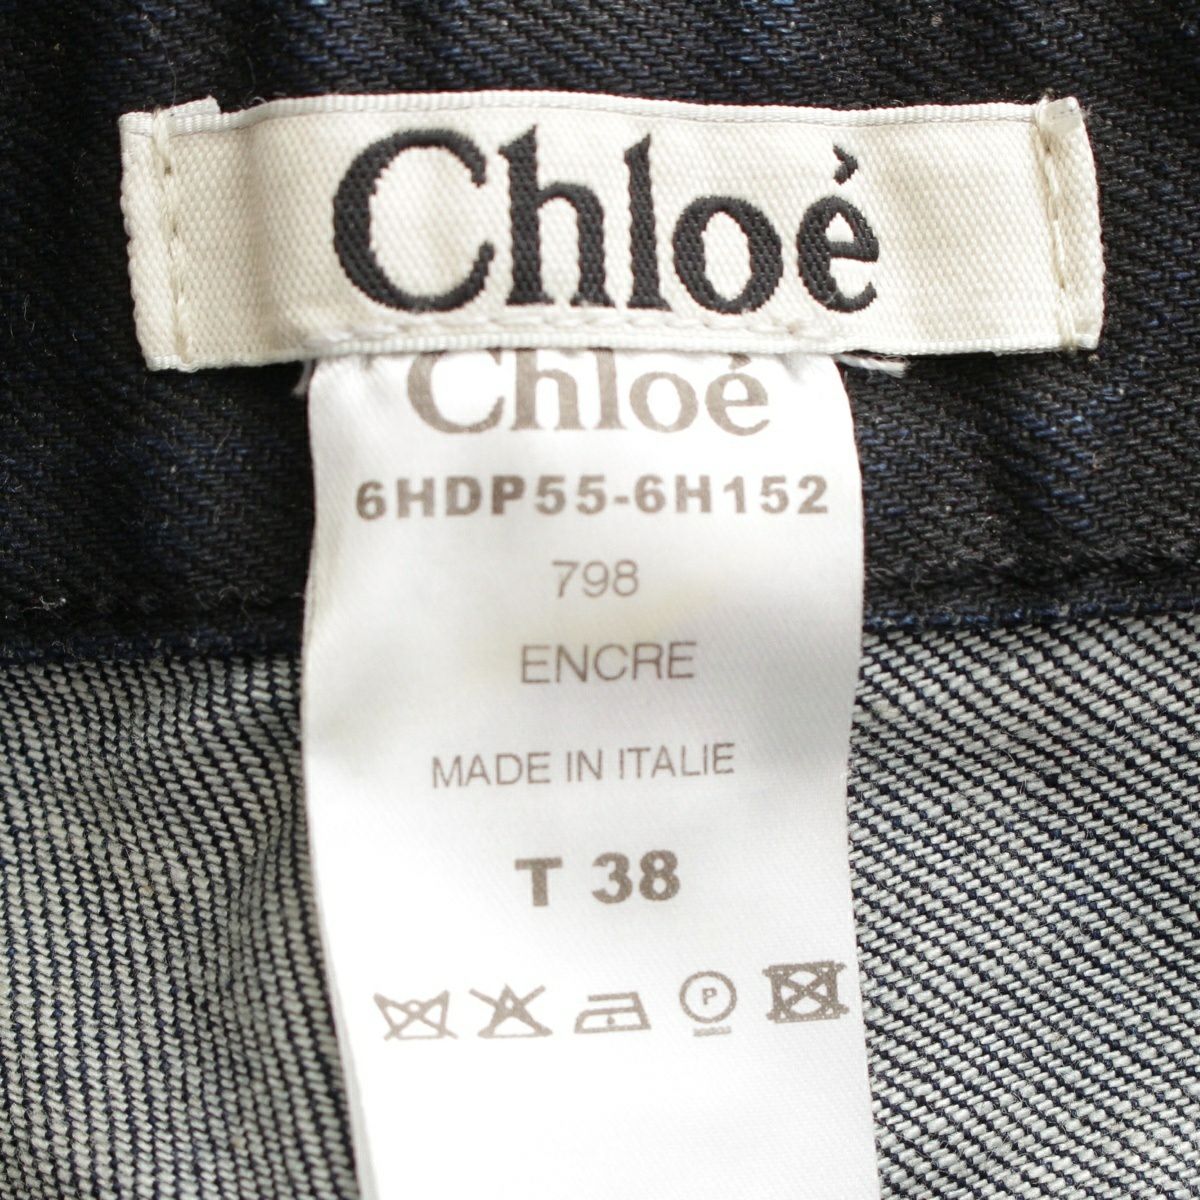 Chloé
Chloé
6HDP55-6H152
798
ENCRE
MADE IN ITALIE
T 38
P